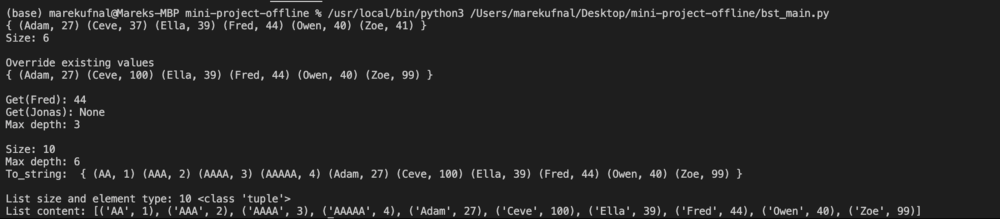 (base) marekufnal@Mareks-MBP mini-project-offline % /usr/local/bin/python3 /Users/marekufnal/Desktop/mini-project-offline/bst_main.py
{ (Adam, 27) (Ceve, 37) (Ella, 39) (Fred, 44) (Owen, 40) (Zoe, 41) }
Size: 6
Override existing values
{ (Adam, 27) (Ceve, 100) (Ella, 39) (Fred, 44) (Owen, 40) (Zoe, 99) }
Get(Fred): 44
Get(Jonas): None
Max depth: 3
Size: 10
Max depth: 6
To_string:  { (AA, 1) (AAA, 2) (AAAA, 3) (AAAAA, 4) (Adam, 27) (Ceve, 100) (Ella, 39) (Fred, 44) (Owen, 40) (Zoe, 99) }
List size and element type: 10 <class 'tuple'>
List content: [('AA', 1), ('AAA', 2), ('AAAA', 3), ('AAAAA', 4), ('Adam', 27), ('Ceve', 100), ('Ella', 39), ('Fred', 44), ('Owen', 40), ('Zoe', 99)]